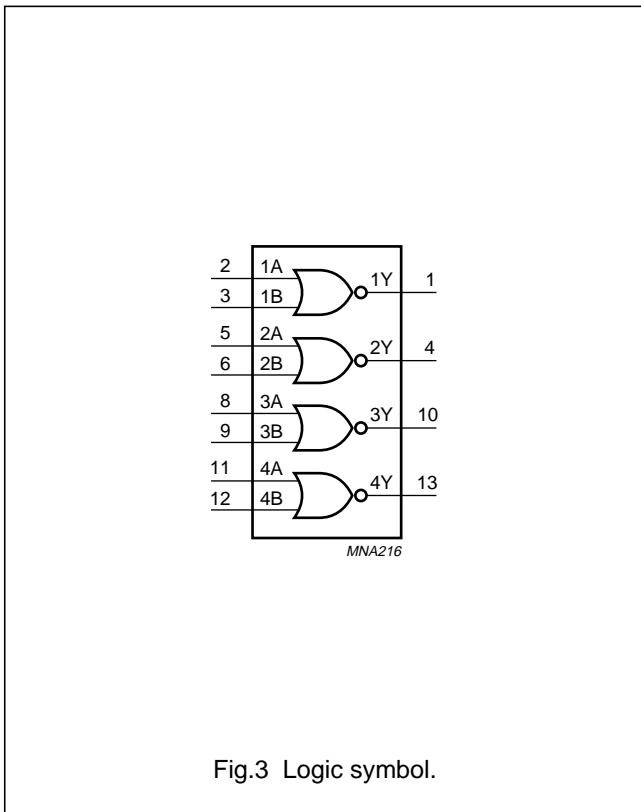 2 1A 1Y 1
3 1B
5 2A 2Y 4
6 2B
8 3A 3Y 10
9 3B
11 4A 4Y 13
12 4B
MNA216
Fig.3 Logic symbol.